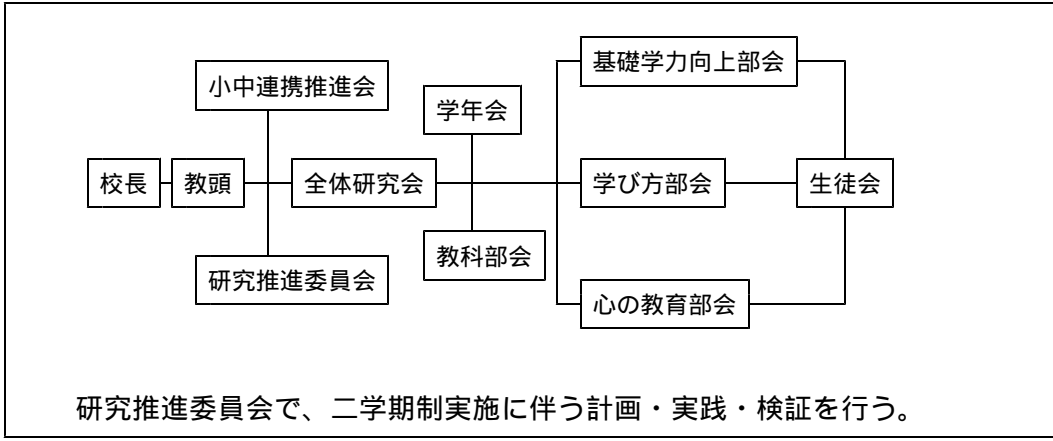 基礎学力向上部会
小中連携推進会
学年会
校長
教頭
全体研究会
学び方部会
生徒会
教科部会
研究推進委員会
心の教育部会
研究推進委員会で、二学期制実施に伴う計画・実践・検証を行う。